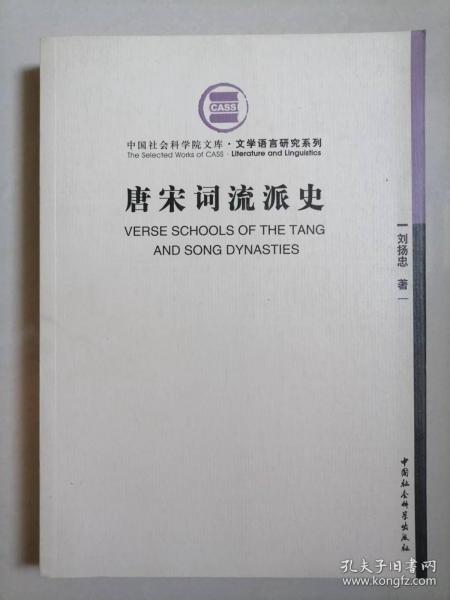 CASS
中国社会科学院文库·文学语言研究系列
The Selected Works of CASS · Literature and Linguistics
唐宋词流派史
VERSE SCHOOLS OF THE TANG
AND SONG DYNASTIES
刘扬忠 著
中国社会科学出版社
孔夫子旧书网
www.kongfz.com